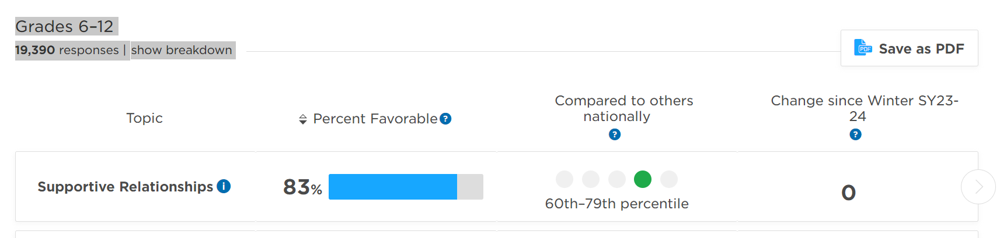 Grades 6–12
19,390 responses | show breakdown
PDF Save as PDF
Topic
Percent Favorable ?
Compared to others
nationally
?
Change since Winter SY23-
24
?
Supportive Relationships i
83%
60th–79th percentile
0